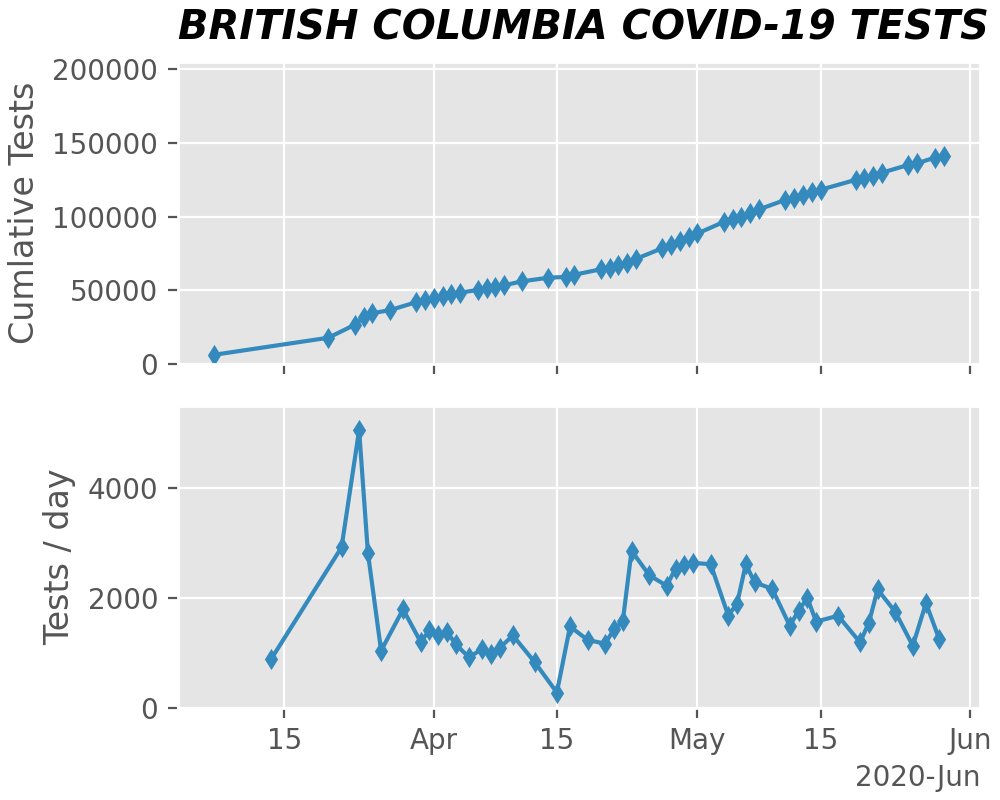 BRITISH COLUMBIA COVID-19 TESTS
Cumlative Tests
200000
150000
100000
50000
0
Tests / day
4000
2000
0
15 Apr 15 May 15 Jun
2020-Jun